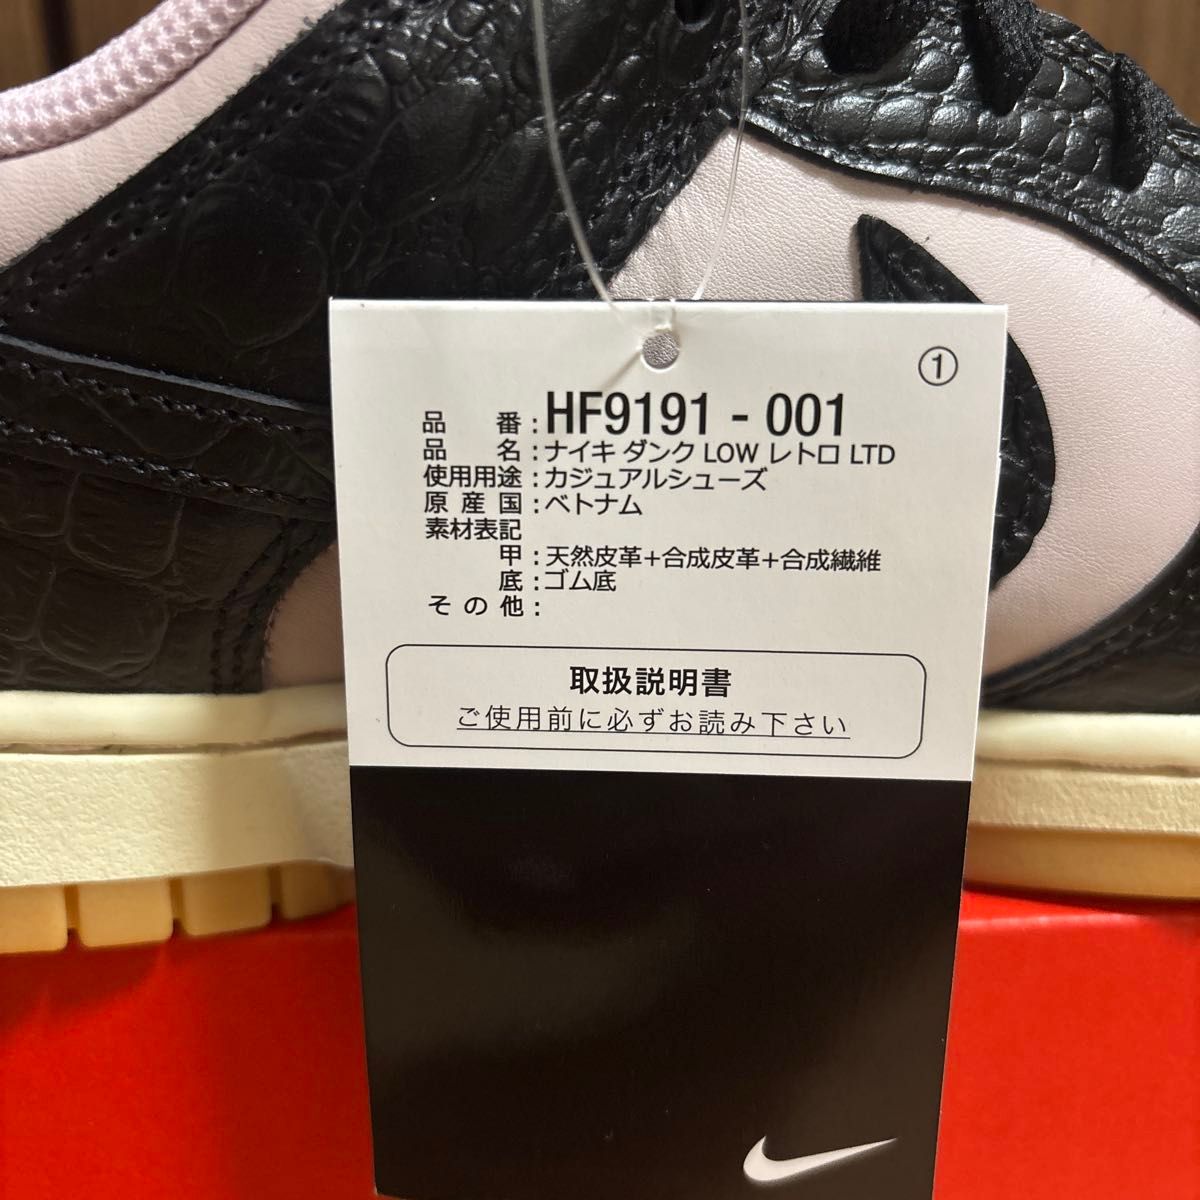 ①
品番:HF9191 - 001
品名:ナイキ ダンク LOW レトロ LTD
使用用途:カジュアルシューズ
原産国:ベトナム
素材表記
甲:天然皮革+合成皮革+合成繊維
底:ゴム底
その他:
取扱説明書
ご使用前に必ずお読み下さい